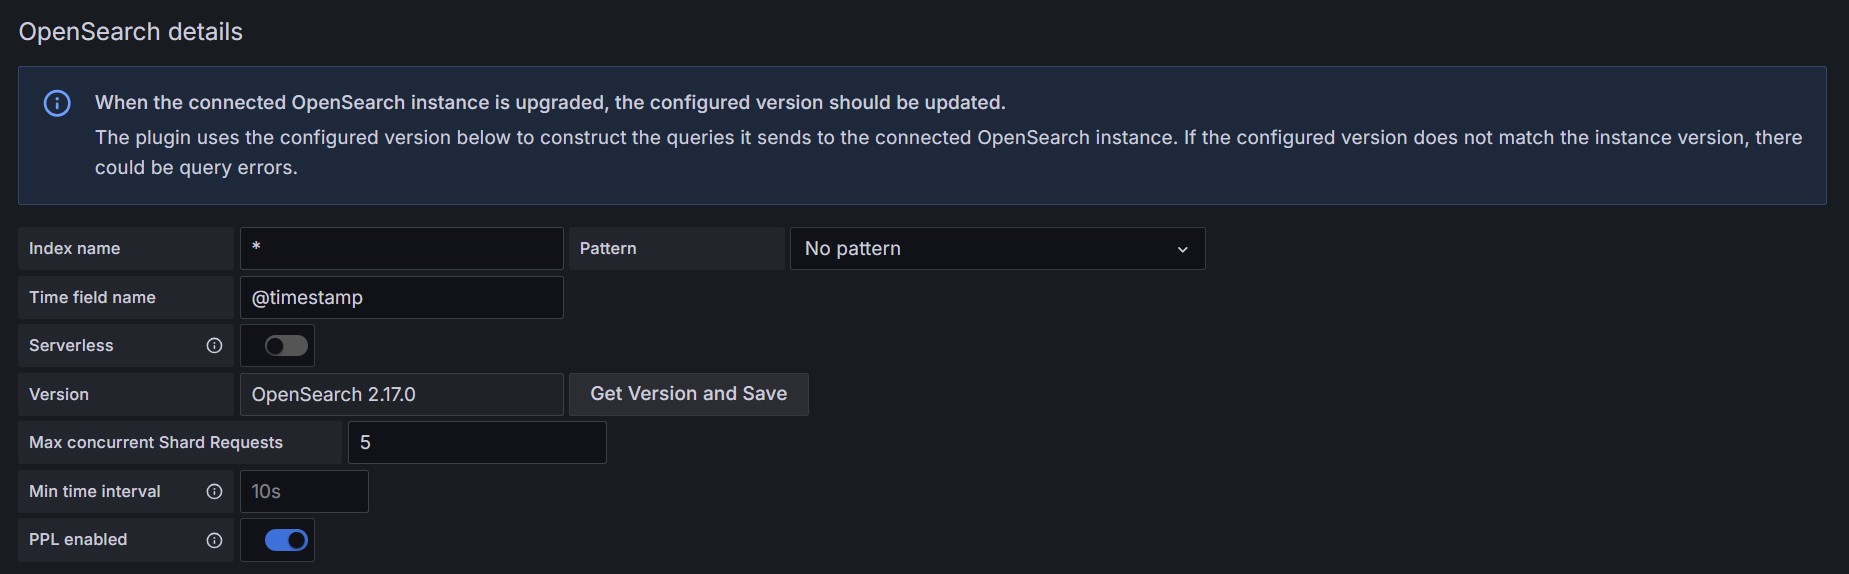 OpenSearch details
When the connected OpenSearch instance is upgraded, the configured version should be updated.
The plugin uses the configured version below to construct the queries it sends to the connected OpenSearch instance. If the configured version does not match the instance version, there
could be query errors.
Index name * Pattern No pattern
Time field name @timestamp
Serverless
Version OpenSearch 2.17.0 Get Version and Save
Max concurrent Shard Requests 5
Min time interval 10s
PPL enabled